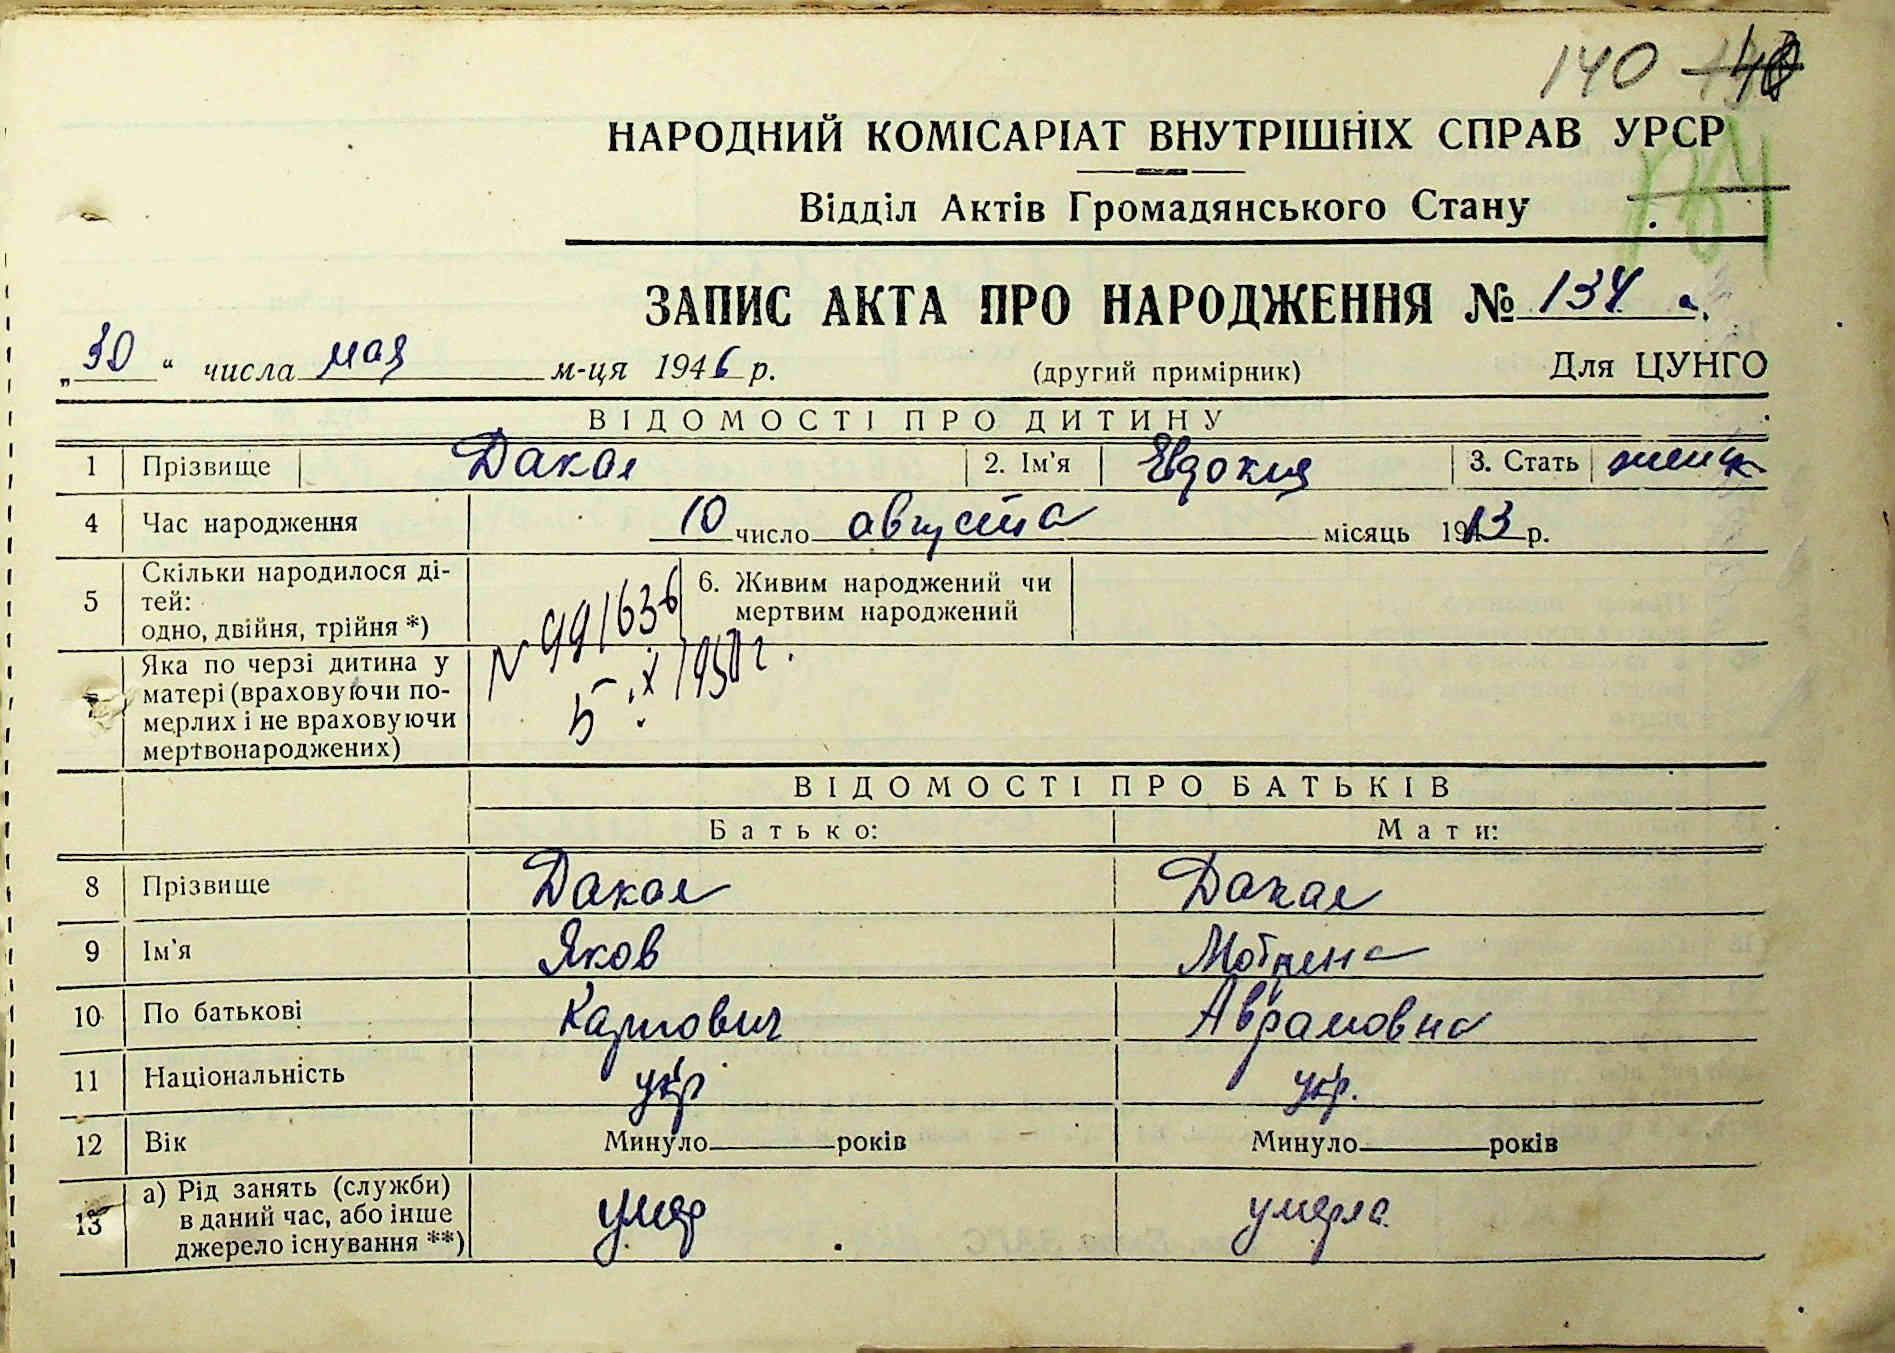 140
НАРОДНИЙ КОМІСАРІАТ ВНУТРІШНІХ СПРАВ УРСР
Відділ Актів Громадянського Стану
ЗАПИС АКТА ПРО НАРОДЖЕННЯ № 134
„30" числа мая м-ця 1946 р. (другий примірник) Для ЦУНГО
ВІДОМОСТІ ПРО ДИТИНУ
1 Прізвище Дакал 2. Ім'я Евдокия 3. Стать женск
4 Час народження 10 число августа місяць 1913 р.
5 Скільки народилося ді-
тей:
одно, двійня, трійня *)
6. Живим народжений чи
мертвим народжений
N 991636
5 X 1950 г.
Яка по черзі дитина у
матері (враховуючи по-
мерлих і не враховуючи
мертвонароджених)
ВІДОМОСТІ ПРО БАТЬКІВ
Батько: Мати:
8 Прізвище Дакал Дакал
9 Ім'я Яков Мотрена
10 По батькові Карпович Аврамовна
11 Національність укр укр.
12 Вік Минуло років Минуло років
13 а) Рід занять (служби)
в даний час, або інше
джерело існування **)
умер умерла